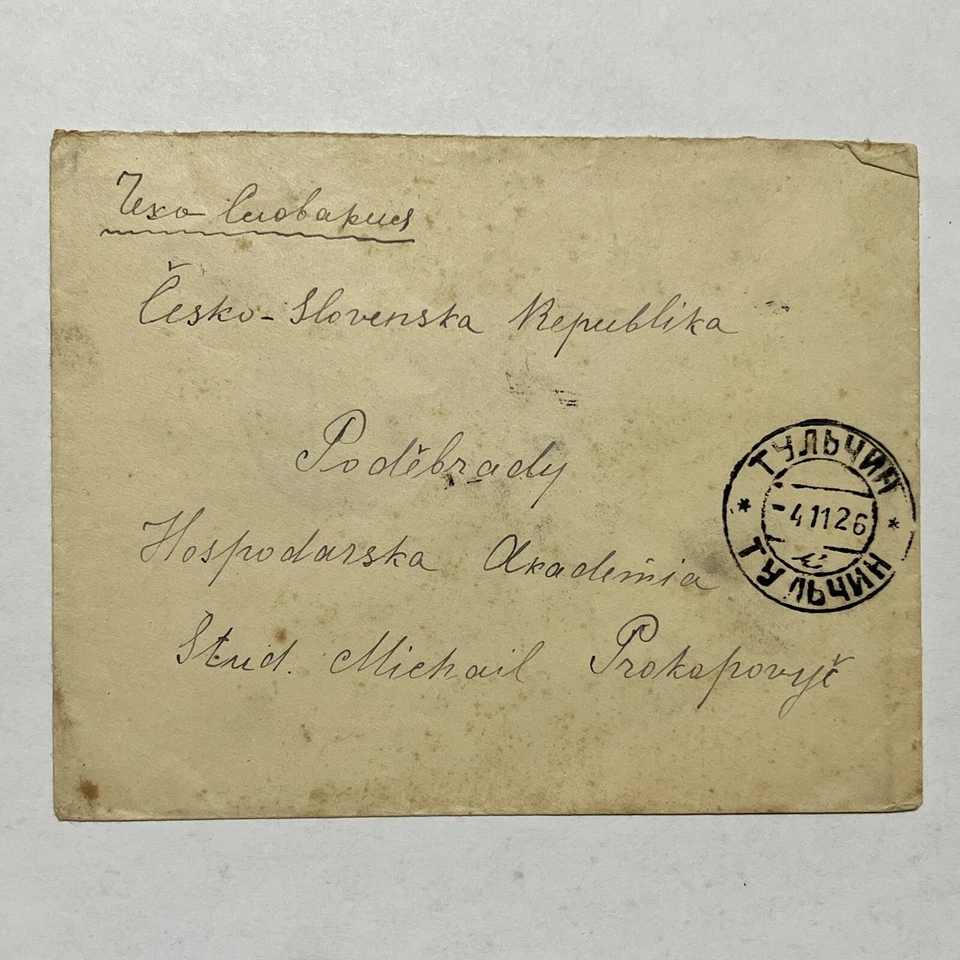 Чехо Словакия
Česko-Slovenska Republika
Poděbrady
Hospodarska Akademia
Stud. Michail Prokopovyč
ТУЛЬЧИН
-4 11 26
ТУЛЬЧИН